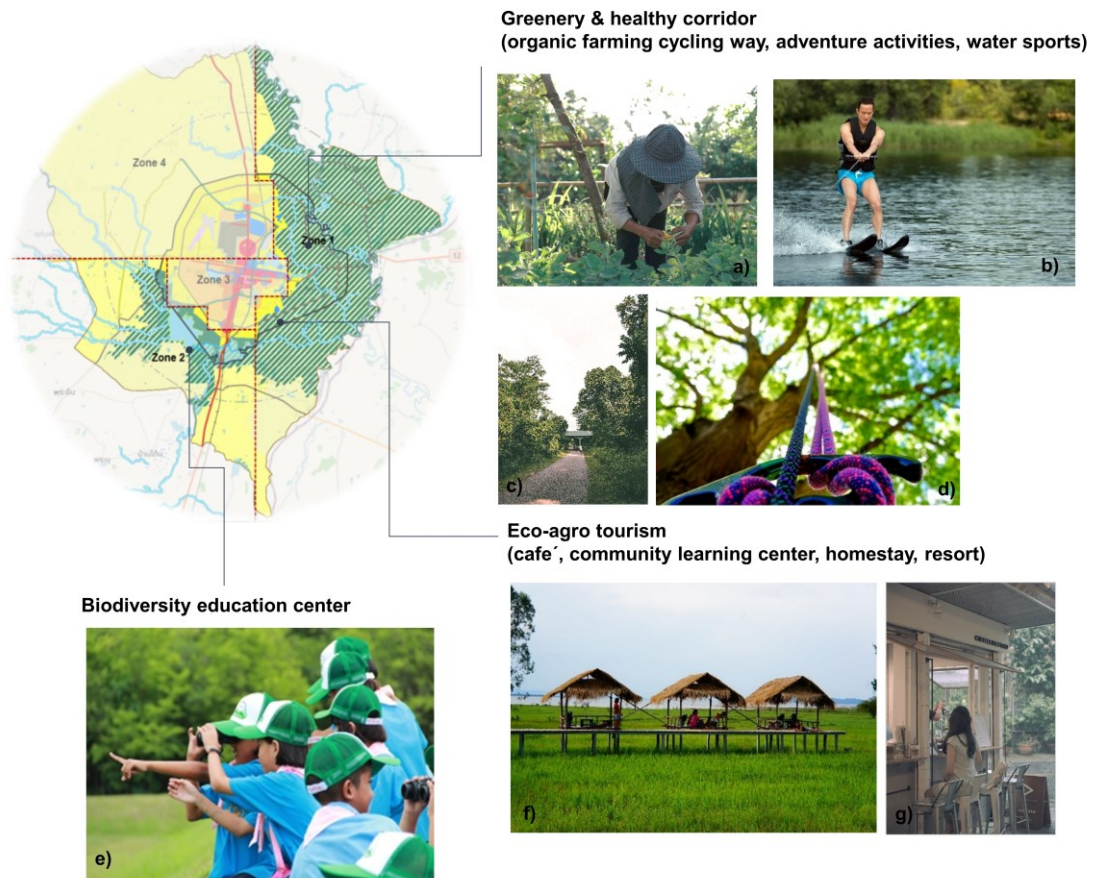 Greenery & healthy corridor
(organic farming cycling way, adventure activities, water sports)
Zone 4
Zone 1
Zone 3
Zone 2
12
a)
b)
c)
d)
Eco-agro tourism
(cafe´, community learning center, homestay, resort)
Biodiversity education center
e)
f)
g)